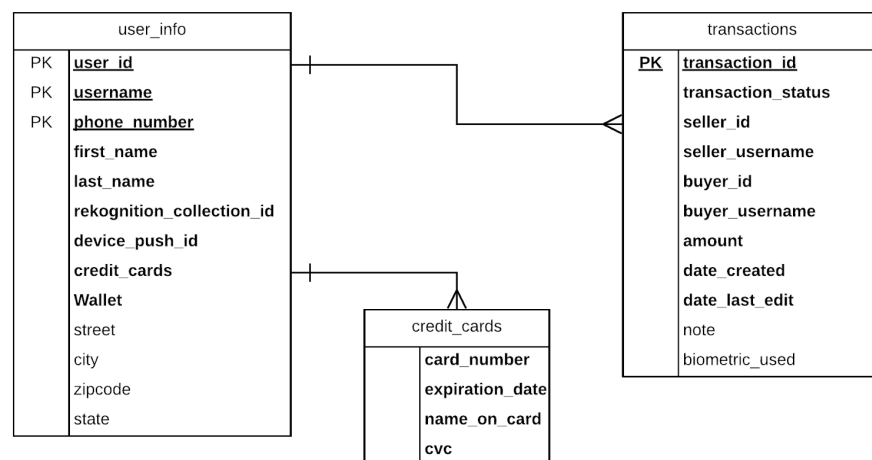 user_info
PK user_id
PK username
PK phone_number
first_name
last_name
rekognition_collection_id
device_push_id
credit_cards
Wallet
street
city
zipcode
state
credit_cards
card_number
expiration_date
name_on_card
cvc
transactions
PK transaction_id
transaction_status
seller_id
seller_username
buyer_id
buyer_username
amount
date_created
date_last_edit
note
biometric_used